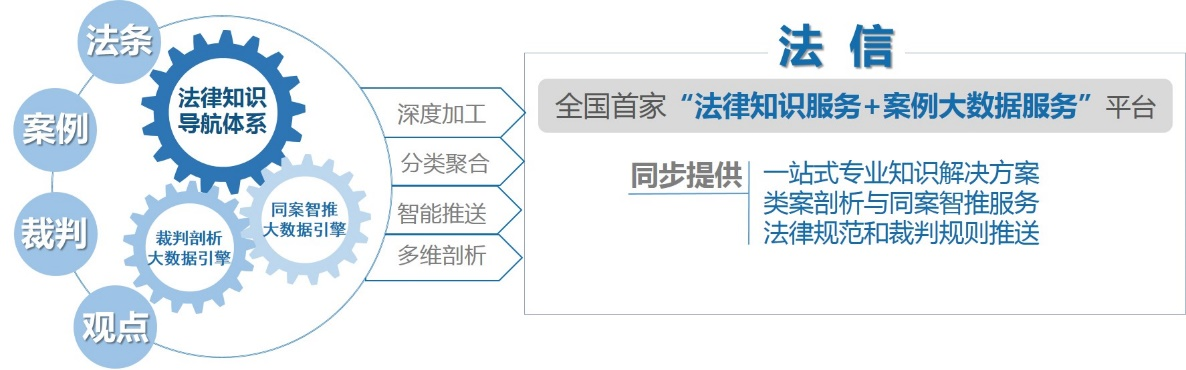 法条
案例
裁判
观点
法律知识
导航体系
同案智推
大数据引擎
裁判剖析
大数据引擎
深度加工
分类聚合
智能推送
多维剖析
法 信
全国首家“法律知识服务+案例大数据服务”平台
同步提供
一站式专业知识解决方案
类案剖析与同案智推服务
法律规范和裁判规则推送